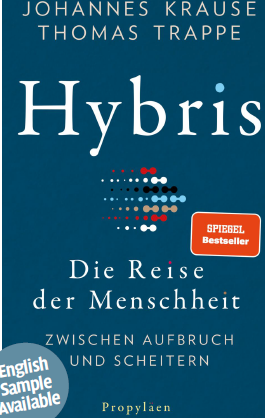 JOHANNES KRAUSE
THOMAS TRAPPE
Hybris
SPIEGEL
Bestseller
Die Reise
der Menschheit
ZWISCHEN AUFBRUCH
UND SCHEITERN
English
Sample
Available
Propyläen